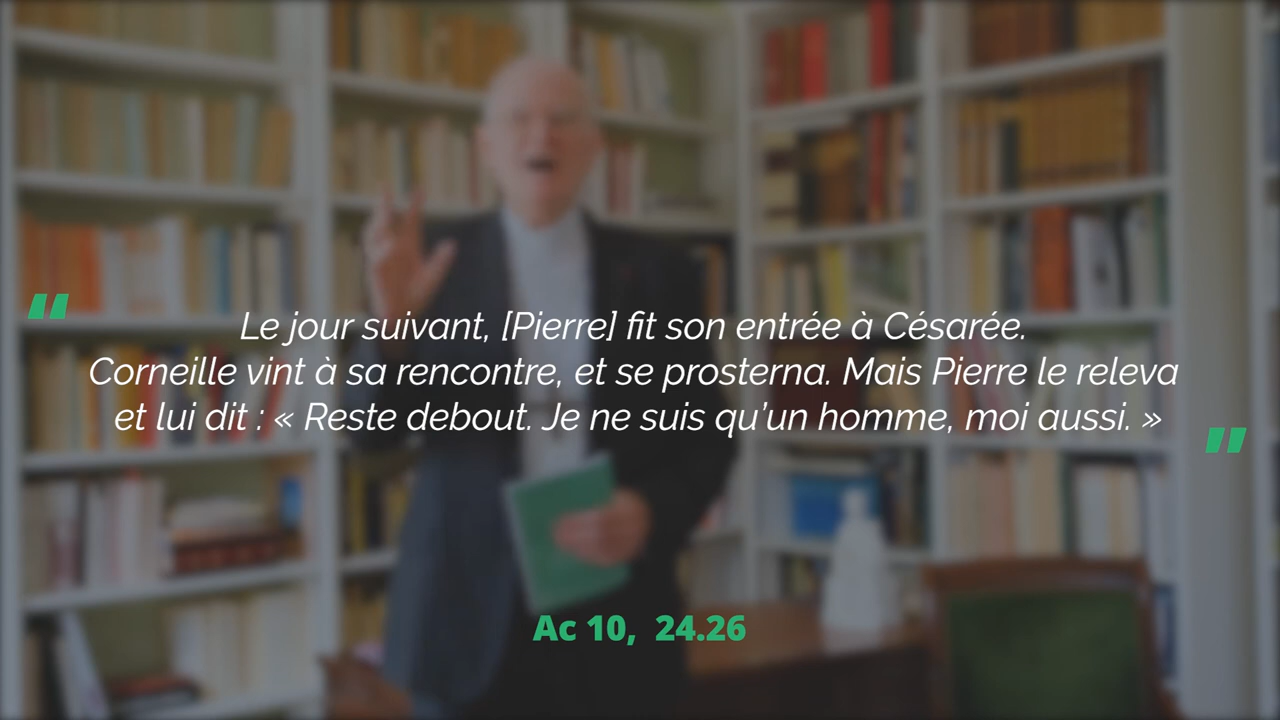 "
Le jour suivant, [Pierre] fit son entrée à Césarée.
Corneille vint à sa rencontre, et se prosterna. Mais Pierre le releva
et lui dit : « Reste debout. Je ne suis qu’un homme, moi aussi. »
"
Ac 10, 24.26